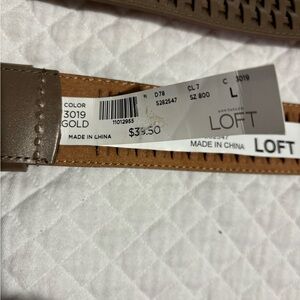 COLOR
3019
GOLD
MADE IN CHINA
11012955
$39.50
D78
5282547
CL 7
SZ 800
C 3019
L
LOFT
MADE IN CHINA
LOFT